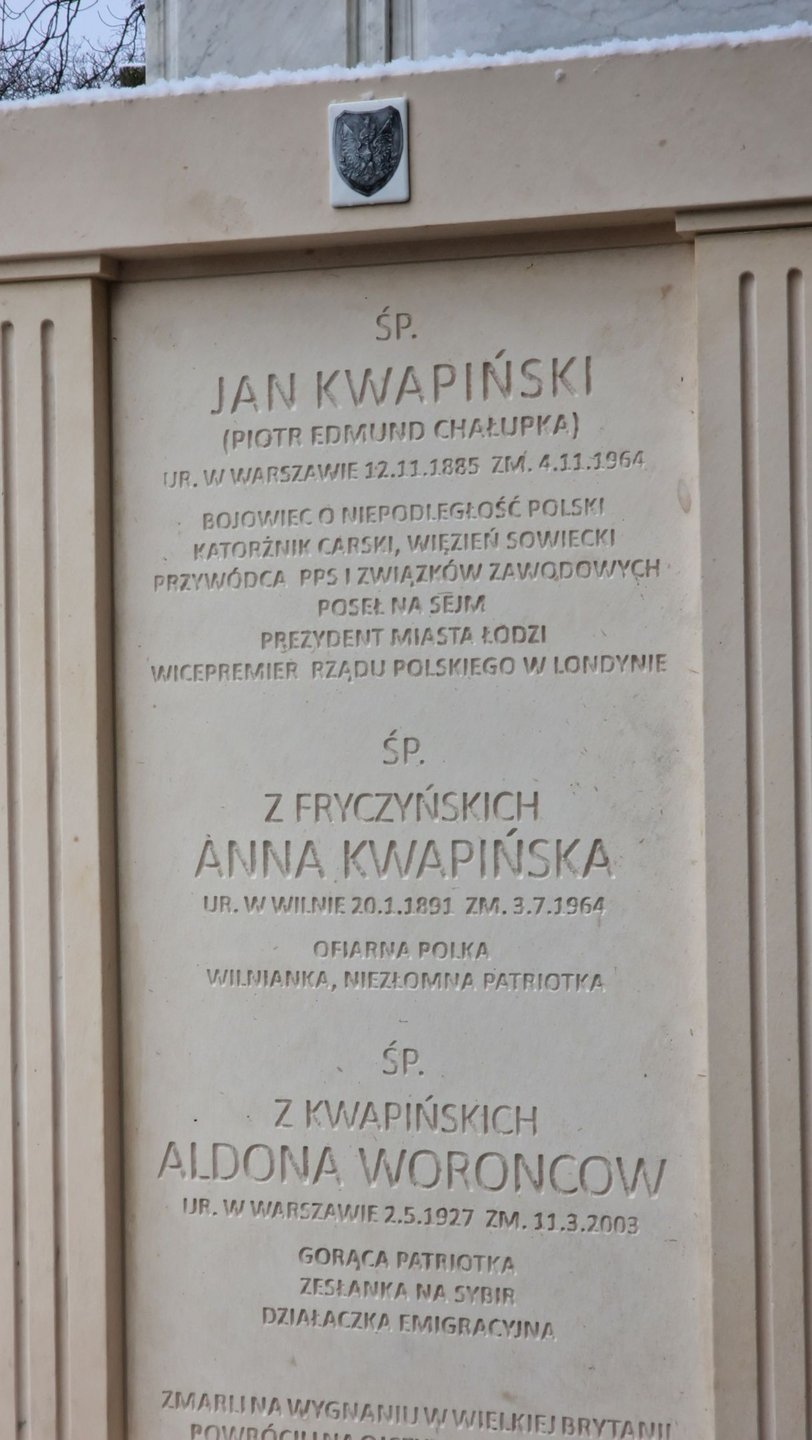 ŚP.
JAN KWAPIŃSKI
(PIOTR EDMUND CHAŁUPKA)
UR. W WARSZAWIE 12.11.1885 ZM. 4.11.1964
BOJOWIEC O NIEPODLEGŁOŚĆ POLSKI
KATORŻNIK CARSKI, WIĘZIEŃ SOWIECKI
PRZYWÓDCA PPS I ZWIĄZKÓW ZAWODOWYCH
POSEŁ NA SEJM
PREZYDENT MIASTA ŁODZI
WICEPREMIER RZĄDU POLSKIEGO W LONDYNIE
ŚP.
Z FRYCZYŃSKICH
ANNA KWAPIŃSKA
UR. W WILNIE 20.1.1891 ZM. 3.7.1964
OFIARNA POLKA
WILNIANKA, NIEZŁOMNA PATRIOTKA
ŚP.
Z KWAPIŃSKICH
ALDONA WORONCOW
UR. W WARSZAWIE 2.5.1927 ZM. 11.3.2003
GORĄCA PATRIOTKA
ZESŁANKA NA SYBIR
DZIAŁACZKA EMIGRACYJNA
ZMARLI NA WYGNANIU W WIELKIEJ BRYTANII
POWRÓCILI NA